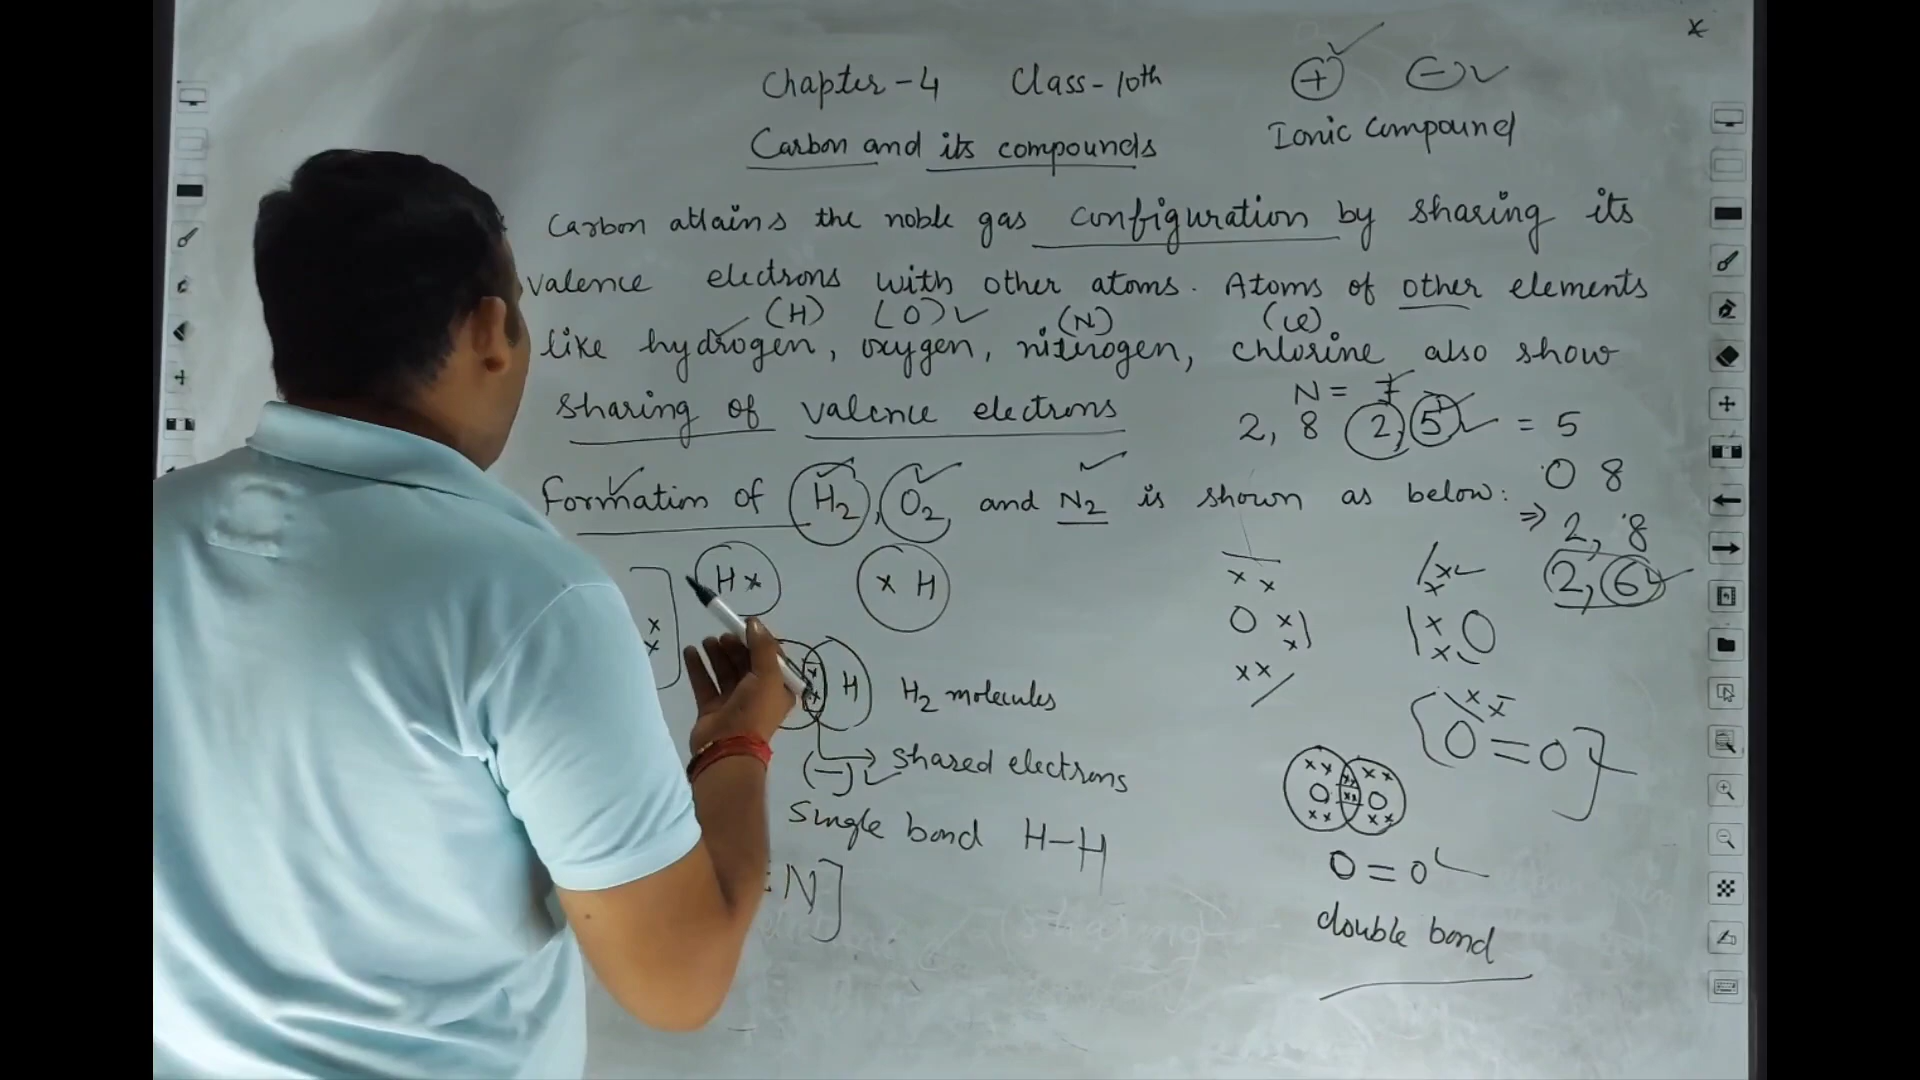 Chapter-4 Class-10th
+ -
Carbon and its compounds
Ionic Compound
Carbon attains the noble gas configuration by sharing its
valence electrons with other atoms. Atoms of other elements
(H) (O) (N) (Cl)
like hydrogen, oxygen, nitrogen, chlorine also show
N = 7
sharing of valence electrons
2, 8 2, 5 = 5
O 8
Formation of H2, O2 and N2 is shown as below:
⇒ 2, 8
2, 6
H x x H
x x
O x x
x x
x x
x x O
x x
x x
H H2 molecules
x x
O = O
(-) → shared electrons
x x x x x x
O x x O
x x x x
Single bond H-H
O = O
N]
double bond